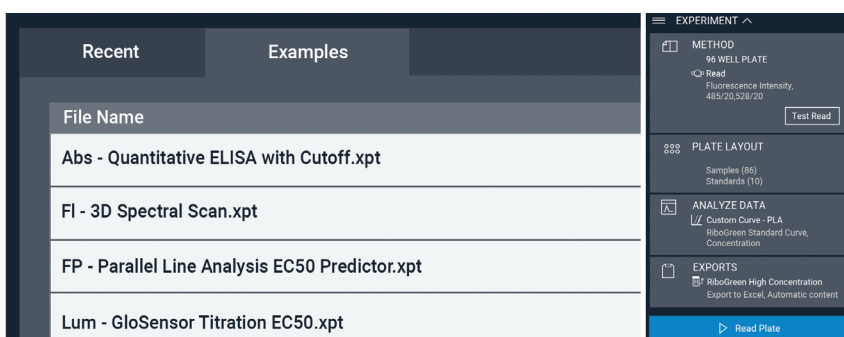 Recent
Examples
File Name
Abs - Quantitative ELISA with Cutoff.xpt
Fl - 3D Spectral Scan.xpt
FP - Parallel Line Analysis EC50 Predictor.xpt
Lum - GloSensor Titration EC50.xpt
EXPERIMENT
METHOD
96 WELL PLATE
Read
Fluorescence Intensity,
485/20,528/20
Test Read
PLATE LAYOUT
Samples (86)
Standards (10)
ANALYZE DATA
Custom Curve - PLA
RiboGreen Standard Curve,
Concentration
EXPORTS
RiboGreen High Concentration
Export to Excel, Automatic content
Read Plate